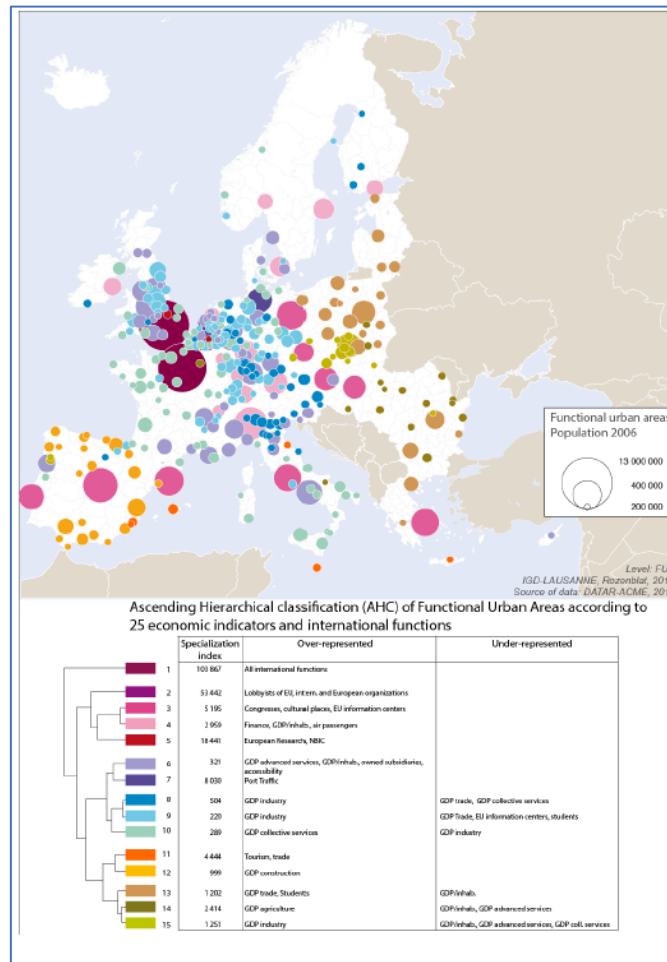 Functional urban areas
Population 2006
13 000 000
400 000
200 000
Level: FU
IGD-LAUSANNE, Rozenblat, 201
Source of data: DATAR-ACME, 201
Ascending Hierarchical classification (AHC) of Functional Urban Areas according to
25 economic indicators and international functions
Specialization index Over-represented Under-represented
1 103 867 All international functions
2 53 442 Lobbyists of EU, intern. and European organizations
3 5 195 Congresses, cultural places, EU information centers
4 2 959 Finance, GDP/inhab., air passengers
5 18 441 European Research, NBIC
6 321 GDP advanced services, GDP/inhab., owned subsidiaries, accessibility
7 8 030 Port Traffic
8 504 GDP industry GDP trade, GDP collective services
9 220 GDP industry GDP Trade, EU information centers, students
10 289 GDP collective services GDP industry
11 4 444 Tourism, trade
12 999 GDP construction
13 1 202 GDP trade, Students GDP/inhab.
14 2 414 GDP agriculture GDP/inhab., GDP advanced services
15 1 251 GDP industry GDP/inhab., GDP advanced services, GDP coll. services